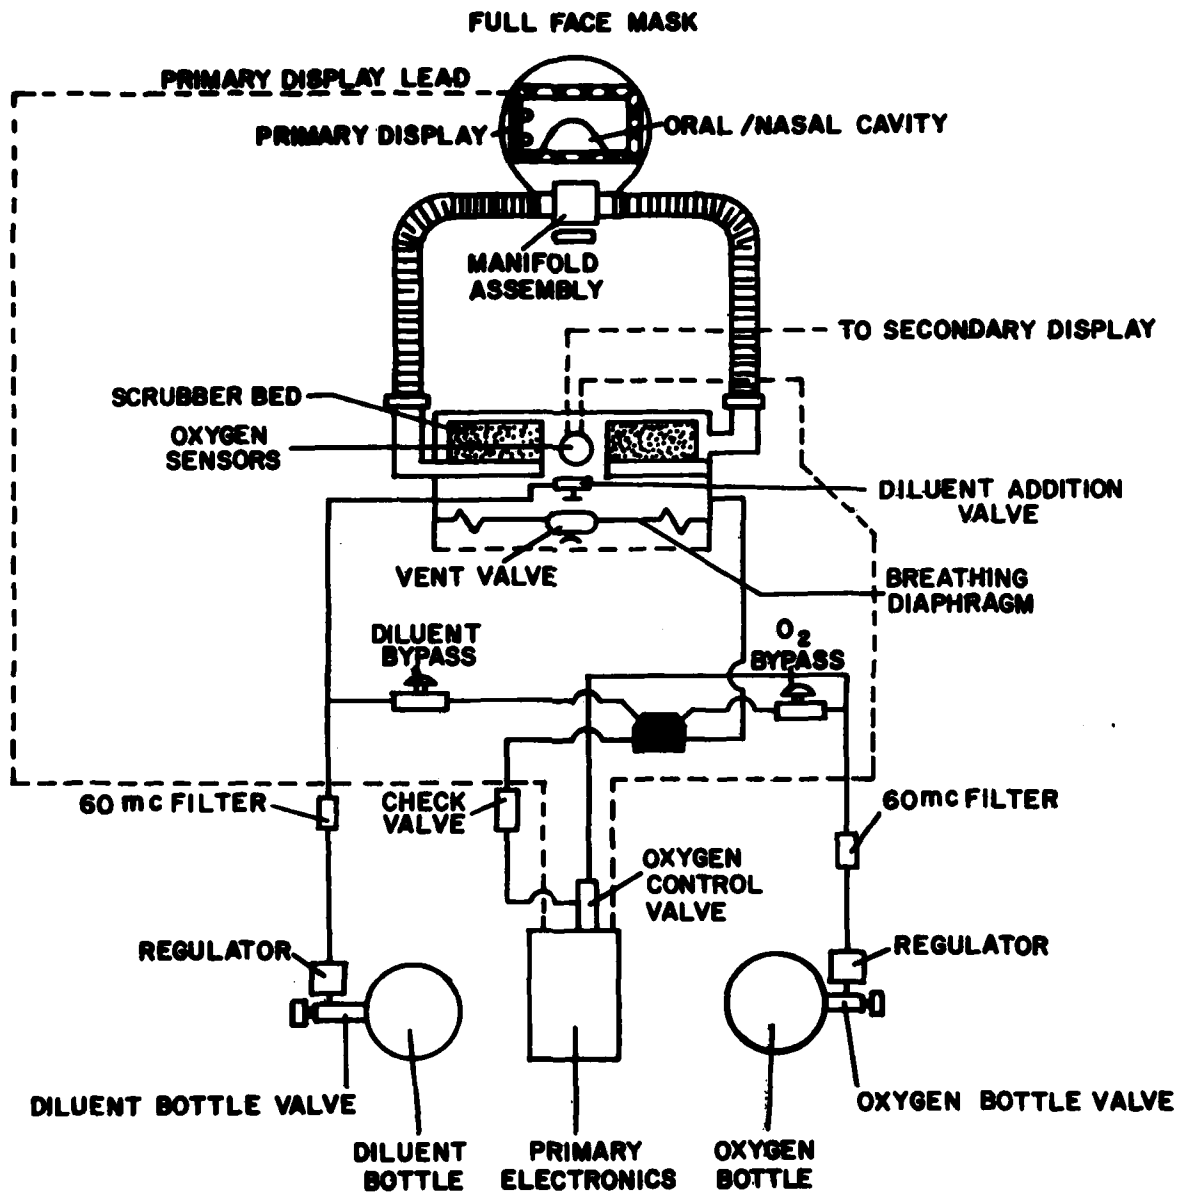 FULL FACE MASK
PRIMARY DISPLAY LEAD
PRIMARY DISPLAY
ORAL/NASAL CAVITY
MANIFOLD
ASSEMBLY
TO SECONDARY DISPLAY
SCRUBBER BED
OXYGEN
SENSORS
DILUENT ADDITION
VALVE
VENT VALVE
BREATHING
DIAPHRAGM
DILUENT
BYPASS
O2
BYPASS
60 mc FILTER
CHECK
VALVE
60mc FILTER
OXYGEN
CONTROL
VALVE
REGULATOR
REGULATOR
DILUENT BOTTLE VALVE
OXYGEN BOTTLE VALVE
DILUENT
BOTTLE
PRIMARY
ELECTRONICS
OXYGEN
BOTTLE